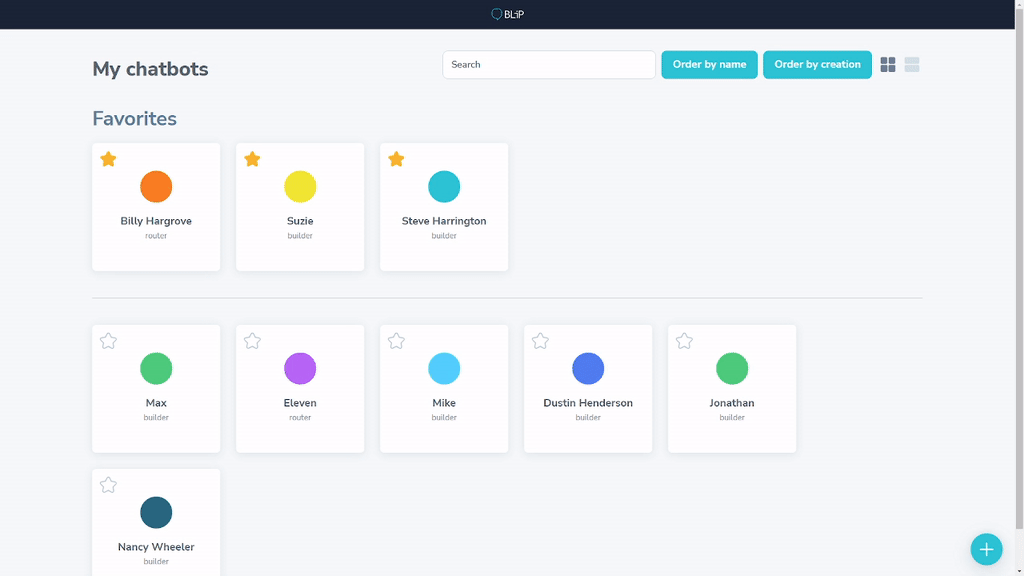 BLiP
My chatbots
Search
Order by name
Order by creation
Favorites
Billy Hargrove
router
Suzie
builder
Steve Harrington
builder
Max
builder
Eleven
router
Mike
builder
Dustin Henderson
builder
Jonathan
builder
Nancy Wheeler
builder